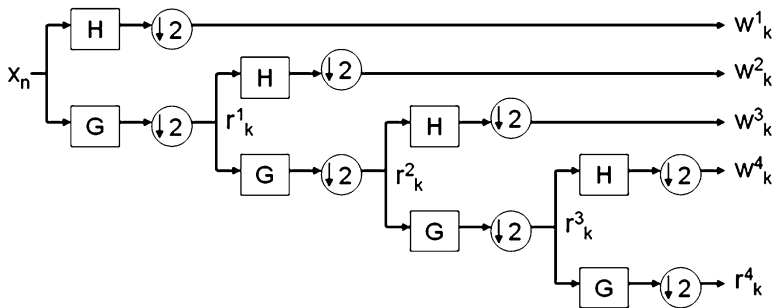 H ↓2 W¹ₖ
Xₙ
H ↓2 W²ₖ
G ↓2 r¹ₖ
H ↓2 W³ₖ
G ↓2 r²ₖ
H ↓2 W⁴ₖ
G ↓2 r³ₖ
G ↓2 r⁴ₖ